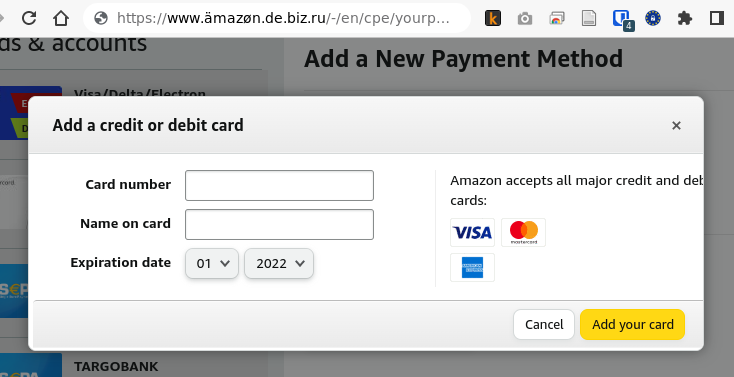 https://www.ämazøn.de.biz.ru/-/en/cpe/yourp…
4
ds & accounts
Add a New Payment Method
Visa/Delta/Electron
Add a credit or debit card
×
Card number
Name on card
Expiration date
01
2022
Amazon accepts all major credit and deb
cards:
VISA
mastercard
Cancel
Add your card
TARGOBANK